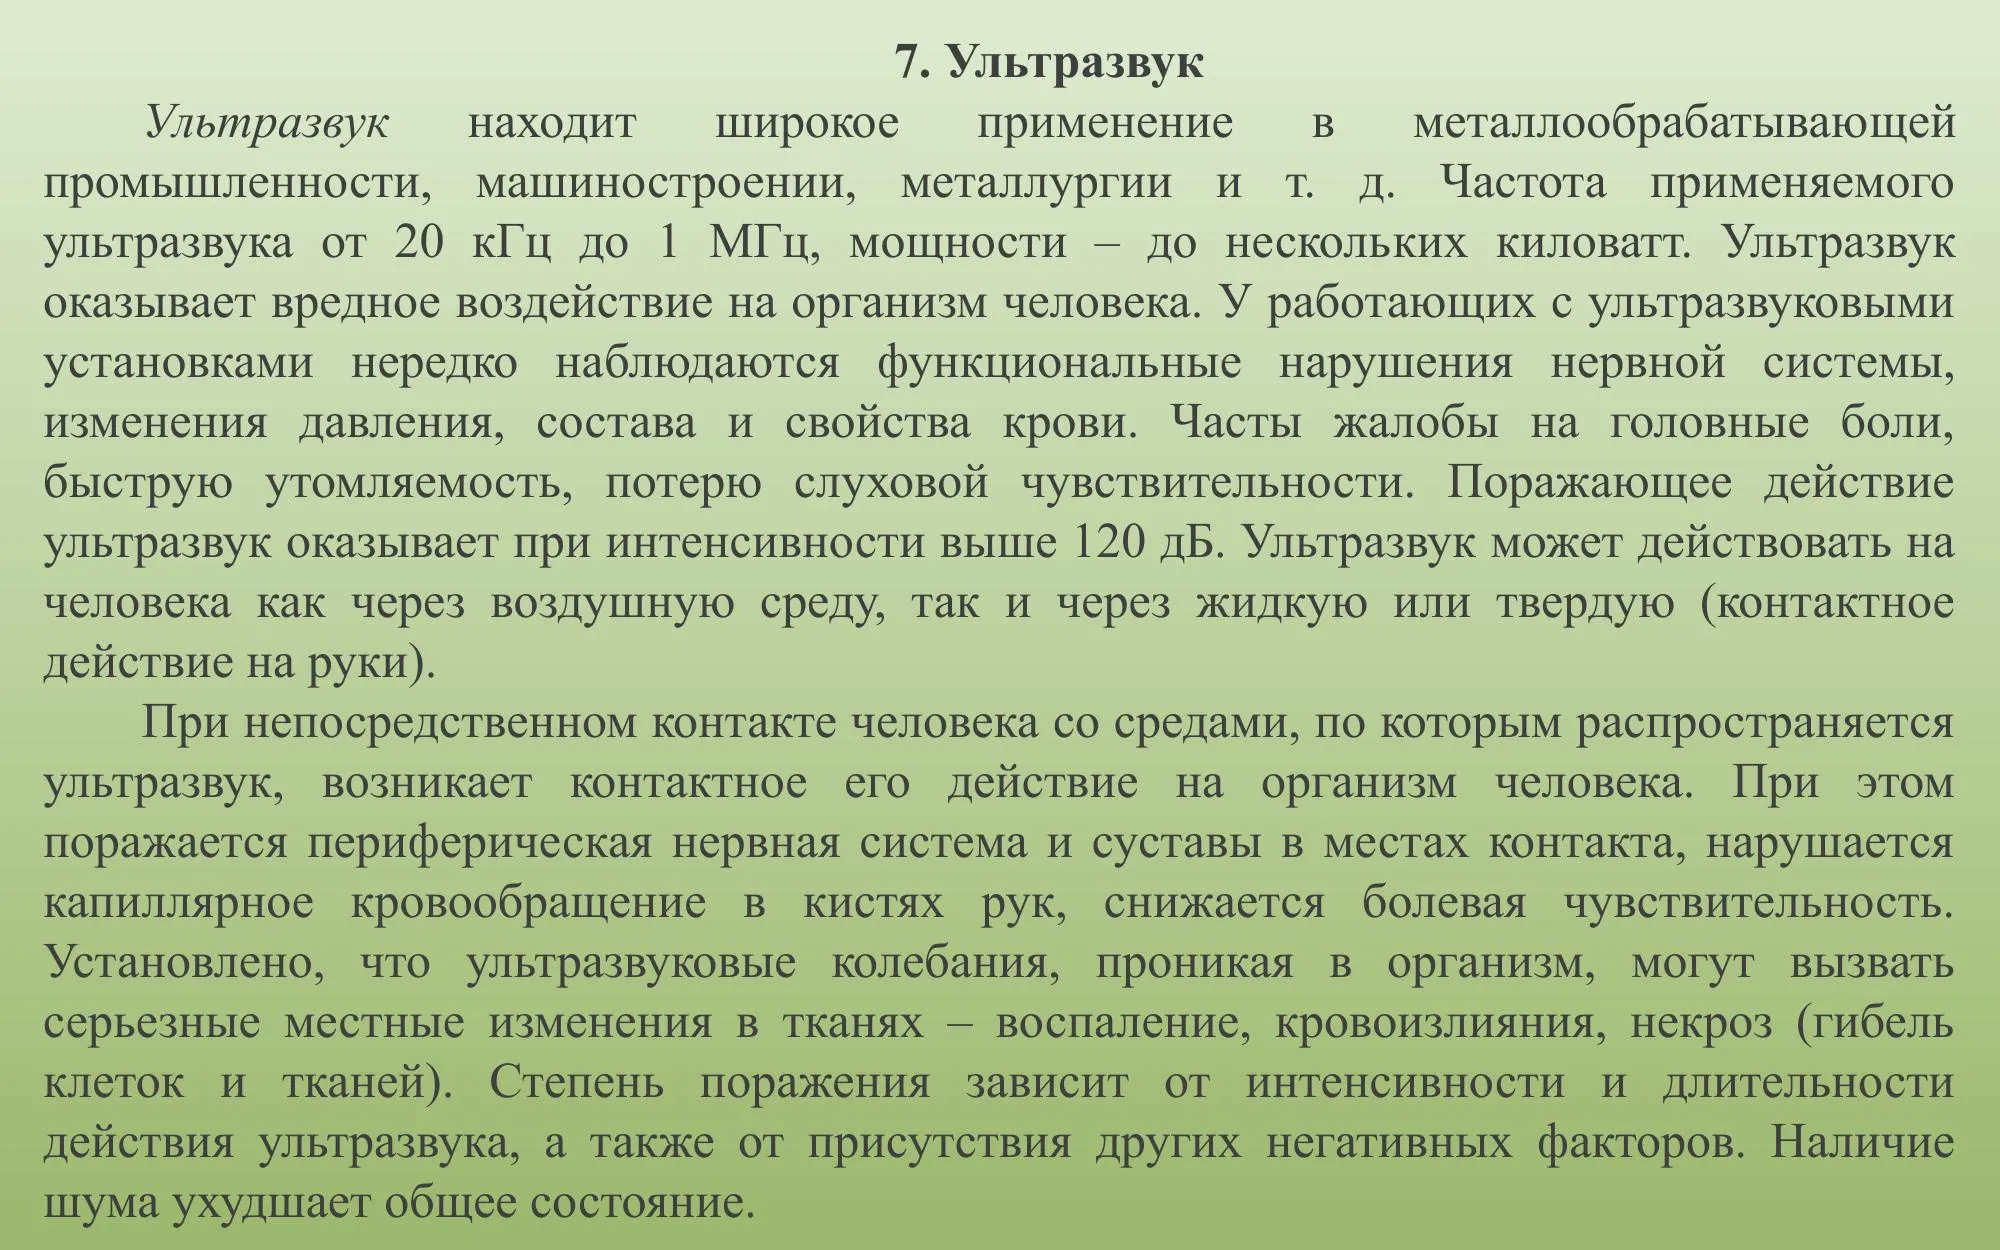 7. Ультразвук
Ультразвук находит широкое применение в металлообрабатывающей
промышленности, машиностроении, металлургии и т. д. Частота применяемого
ультразвука от 20 кГц до 1 МГц, мощности – до нескольких киловатт. Ультразвук
оказывает вредное воздействие на организм человека. У работающих с ультразвуковыми
установками нередко наблюдаются функциональные нарушения нервной системы,
изменения давления, состава и свойства крови. Часты жалобы на головные боли,
быструю утомляемость, потерю слуховой чувствительности. Поражающее действие
ультразвук оказывает при интенсивности выше 120 дБ. Ультразвук может действовать на
человека как через воздушную среду, так и через жидкую или твердую (контактное
действие на руки).
При непосредственном контакте человека со средами, по которым распространяется
ультразвук, возникает контактное его действие на организм человека. При этом
поражается периферическая нервная система и суставы в местах контакта, нарушается
капиллярное кровообращение в кистях рук, снижается болевая чувствительность.
Установлено, что ультразвуковые колебания, проникая в организм, могут вызвать
серьезные местные изменения в тканях – воспаление, кровоизлияния, некроз (гибель
клеток и тканей). Степень поражения зависит от интенсивности и длительности
действия ультразвука, а также от присутствия других негативных факторов. Наличие
шума ухудшает общее состояние.